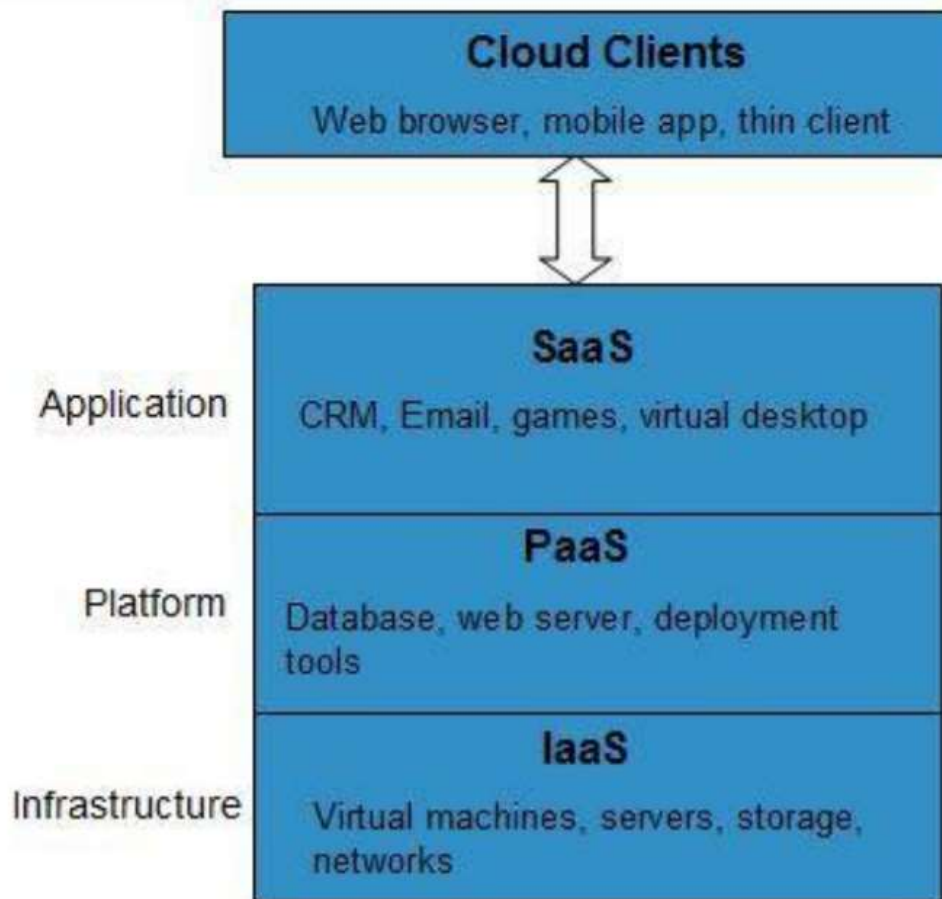 Cloud Clients
Web browser, mobile app, thin client
SaaS
Application
CRM, Email, games, virtual desktop
PaaS
Platform
Database, web server, deployment
tools
IaaS
Infrastructure
Virtual machines, servers, storage,
networks